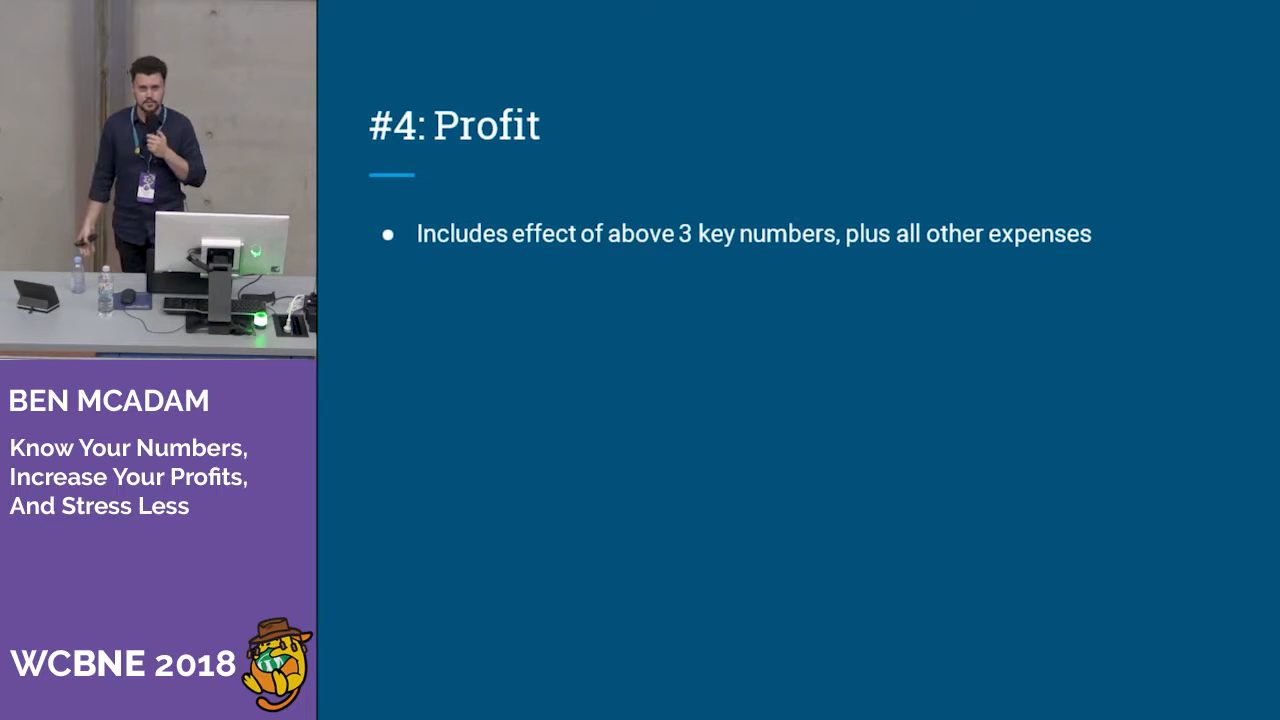 #4: Profit
● Includes effect of above 3 key numbers, plus all other expenses
BEN MCADAM
Know Your Numbers,
Increase Your Profits,
And Stress Less
WCBNE 2018